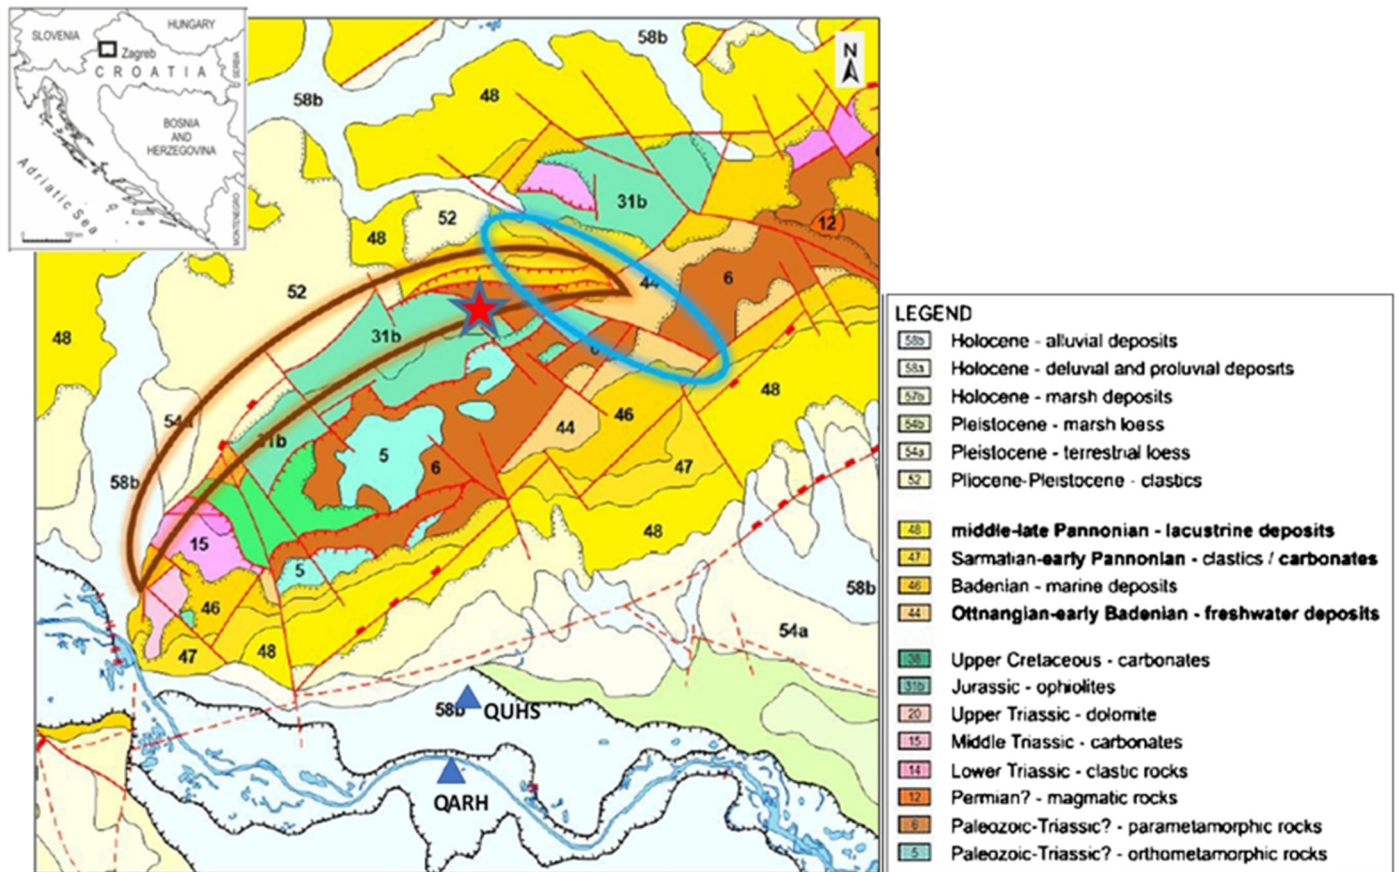 SLOVENIA
HUNGARY
Zagreb
CROATIA
SERBIA
BOSNIA
AND
HERZEGOVINA
Adriatic Sea
MONTENEGRO
N
58b
58b
48
52
48
31b
12
52
44
6
48
31b
54a
6
48
46
31b
44
5
6
47
58b
15
48
5
58b
46
54a
47
48
58b
QUHS
QARH
LEGEND
58b Holocene - alluvial deposits
58a Holocene - deluvial and proluvial deposits
57b Holocene - marsh deposits
54b Pleistocene - marsh loess
54a Pleistocene - terrestrial loess
52 Pliocene-Pleistocene - clastics
48 middle-late Pannonian - lacustrine deposits
47 Sarmatian-early Pannonian - clastics / carbonates
46 Badenian - marine deposits
44 Ottnangian-early Badenian - freshwater deposits
Upper Cretaceous - carbonates
31b Jurassic - ophiolites
20 Upper Triassic - dolomite
15 Middle Triassic - carbonates
14 Lower Triassic - clastic rocks
12 Permian? - magmatic rocks
6 Paleozoic-Triassic? - parametamorphic rocks
5 Paleozoic-Triassic? - orthometamorphic rocks